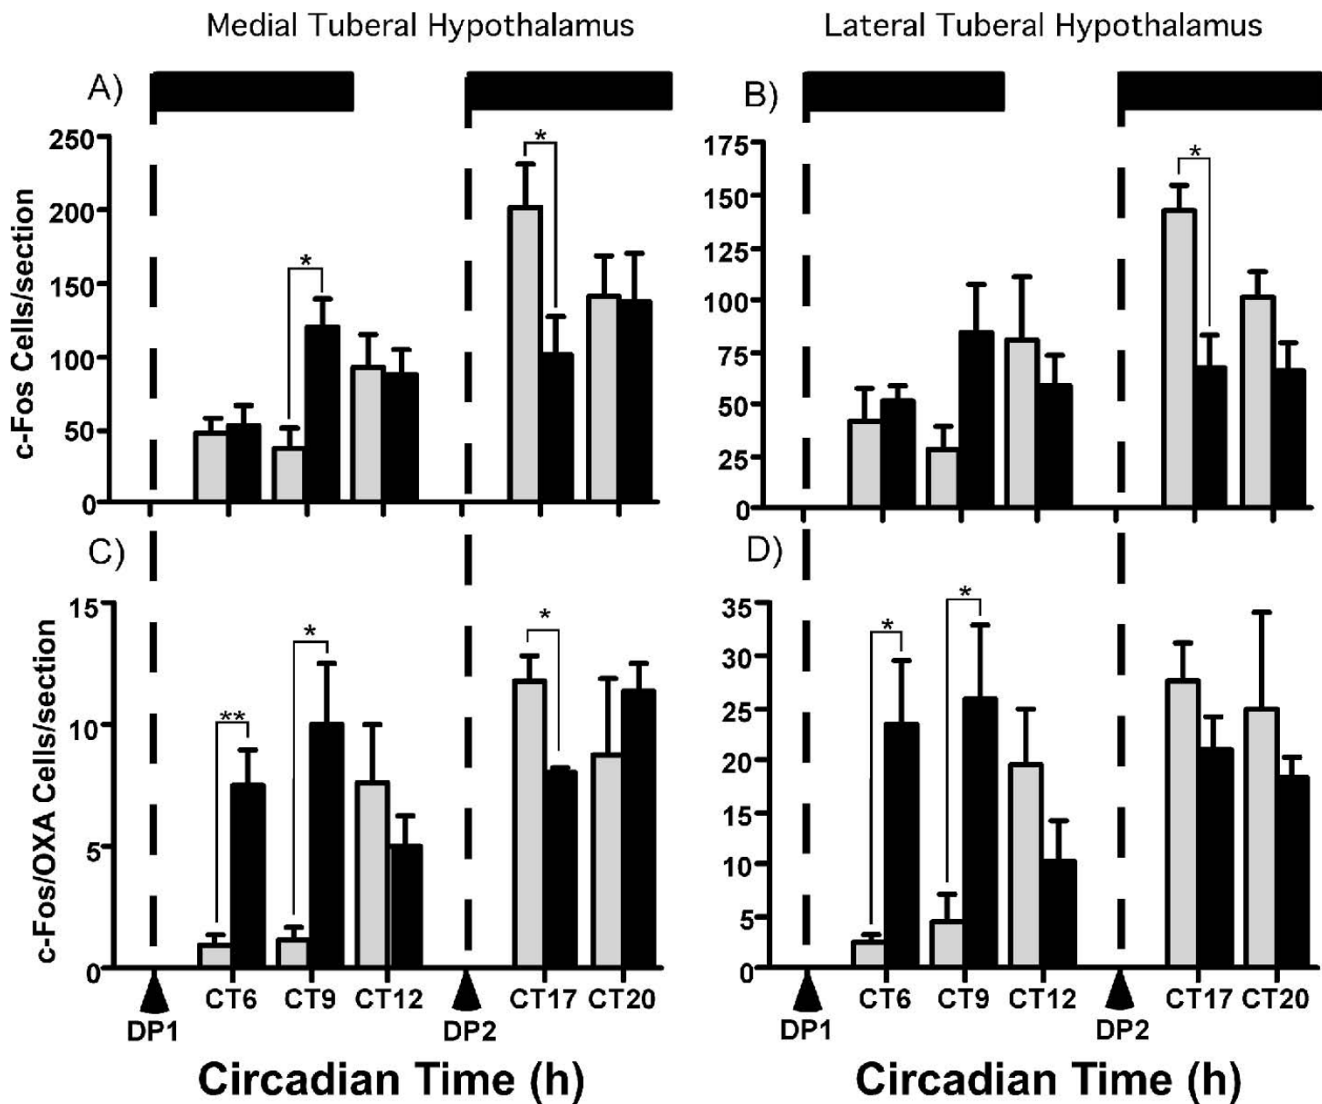 Medial Tuberal Hypothalamus
Lateral Tuberal Hypothalamus
A)
B)
c-Fos Cells/section
250
200
150
100
50
0
*
*
175
150
125
100
75
50
25
0
*
C)
D)
c-Fos/OXA Cells/section
15
10
5
0
**
*
*
35
30
25
20
15
10
5
0
*
*
CT6 CT9 CT12 CT17 CT20
DP1 DP2
CT6 CT9 CT12 CT17 CT20
DP1 DP2
Circadian Time (h)
Circadian Time (h)